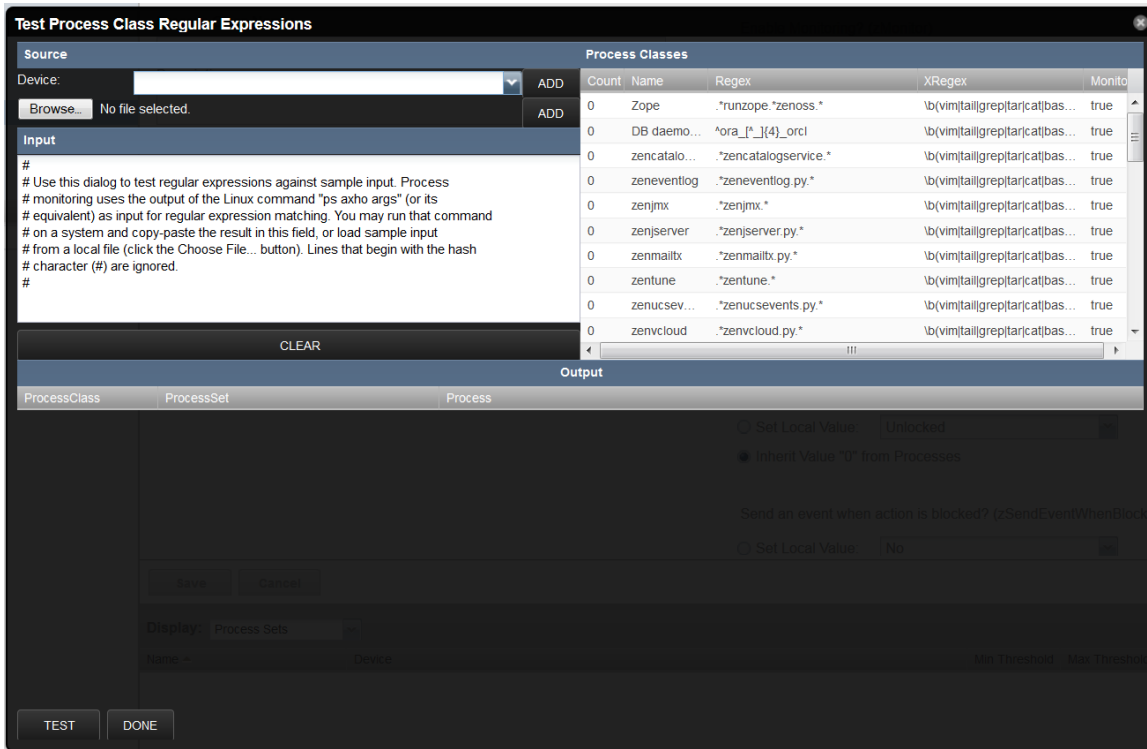 Test Process Class Regular Expressions
Source
Device:
ADD
Browse... No file selected.
ADD
Input
#
# Use this dialog to test regular expressions against sample input. Process
# monitoring uses the output of the Linux command "ps axho args" (or its
# equivalent) as input for regular expression matching. You may run that command
# on a system and copy-paste the result in this field, or load sample input
# from a local file (click the Choose File... button). Lines that begin with the hash
# character (#) are ignored.
#
CLEAR
Process Classes
Count Name Regex XRegex Monito
0 Zope .*runzope.*zenoss.* \b(vim|tail|grep|tar|cat|bas... true
0 DB daemo... ^ora_[^_]{4}_orcl \b(vim|tail|grep|tar|cat|bas... true
0 zencatalo... .*zencatalogservice.* \b(vim|tail|grep|tar|cat|bas... true
0 zeneventlog .*zeneventlog.py.* \b(vim|tail|grep|tar|cat|bas... true
0 zenjmx .*zenjmx.* \b(vim|tail|grep|tar|cat|bas... true
0 zenjserver .*zenjserver.py.* \b(vim|tail|grep|tar|cat|bas... true
0 zenmailtx .*zenmailtx.py.* \b(vim|tail|grep|tar|cat|bas... true
0 zentune .*zentune.* \b(vim|tail|grep|tar|cat|bas... true
0 zenucsev... .*zenucsevents.py.* \b(vim|tail|grep|tar|cat|bas... true
0 zenvcloud .*zenvcloud.py.* \b(vim|tail|grep|tar|cat|bas... true
Output
ProcessClass ProcessSet Process
Set Local Value: Unlocked
Inherit Value "0" from Processes
Send an event when action is blocked? (zSendEventWhenBlock
Set Local Value No
Save Cancel
Display: Process Sets
Name Device Min Threshold Max Threshold
TEST DONE